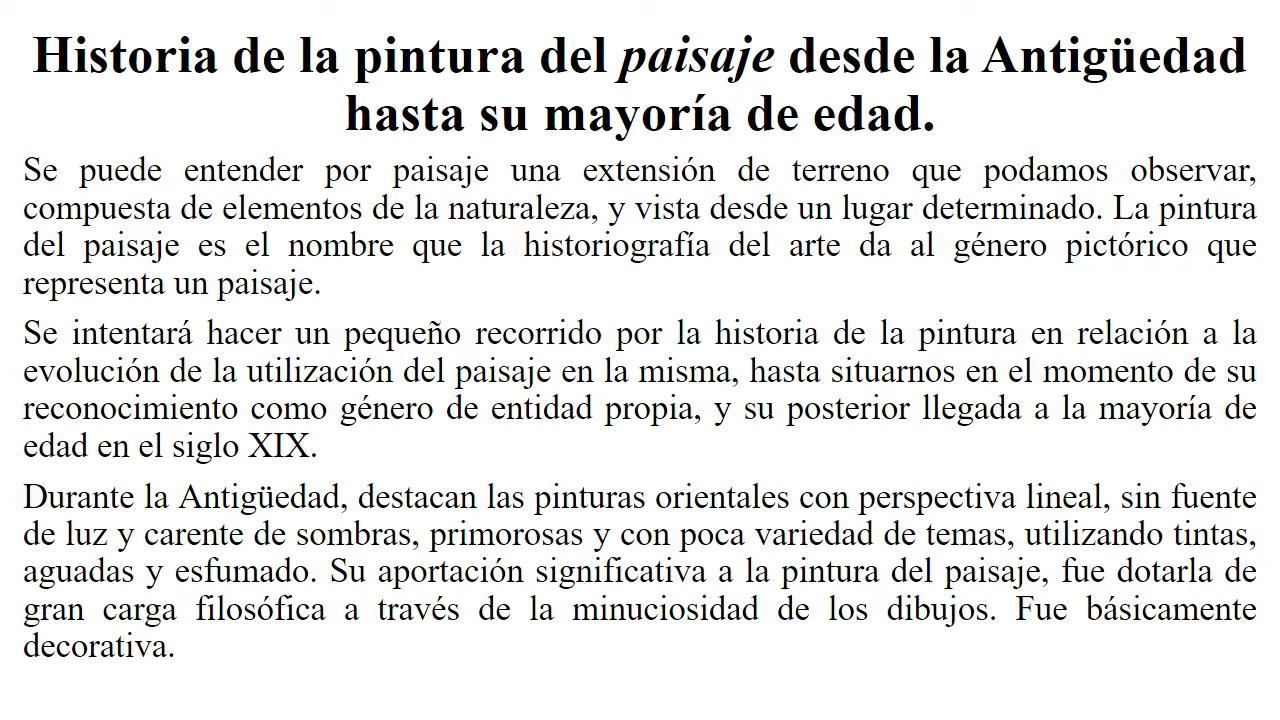 Historia de la pintura del paisaje desde la Antigüedad
hasta su mayoría de edad.
Se puede entender por paisaje una extensión de terreno que podamos observar,
compuesta de elementos de la naturaleza, y vista desde un lugar determinado. La pintura
del paisaje es el nombre que la historiografía del arte da al género pictórico que
representa un paisaje.
Se intentará hacer un pequeño recorrido por la historia de la pintura en relación a la
evolución de la utilización del paisaje en la misma, hasta situarnos en el momento de su
reconocimiento como género de entidad propia, y su posterior llegada a la mayoría de
edad en el siglo XIX.
Durante la Antigüedad, destacan las pinturas orientales con perspectiva lineal, sin fuente
de luz y carente de sombras, primorosas y con poca variedad de temas, utilizando tintas,
aguadas y esfumado. Su aportación significativa a la pintura del paisaje, fue dotarla de
gran carga filosófica a través de la minuciosidad de los dibujos. Fue básicamente
decorativa.